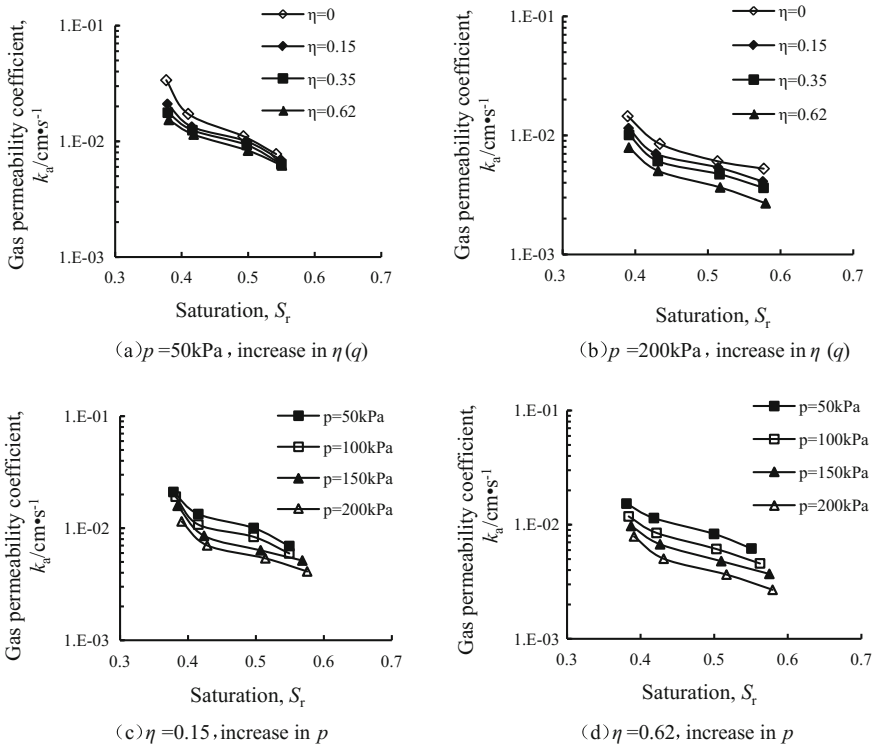 Gas permeability coefficient,
kₐ/cm•s⁻¹
1.E-01
1.E-02
1.E-03
0.3 0.4 0.5 0.6 0.7
η=0
η=0.15
η=0.35
η=0.62
Saturation, Sᵣ
(a)p =50kPa , increase in η (q)
Gas permeability coefficient,
kₐ/cm•s⁻¹
1.E-01
1.E-02
1.E-03
0.3 0.4 0.5 0.6 0.7
η=0
η=0.15
η=0.35
η=0.62
Saturation, Sᵣ
(b)p =200kPa , increase in η (q)
Gas permeability coefficient,
kₐ/cm•s⁻¹
1.E-01
1.E-02
1.E-03
0.3 0.4 0.5 0.6 0.7
p=50kPa
p=100kPa
p=150kPa
p=200kPa
Saturation, Sᵣ
(c)η =0.15,increase in p
Gas permeability coefficient,
kₐ/cm•s⁻¹
1.E-01
1.E-02
1.E-03
0.3 0.4 0.5 0.6 0.7
p=50kPa
p=100kPa
p=150kPa
p=200kPa
Saturation, Sᵣ
(d)η =0.62, increase in p